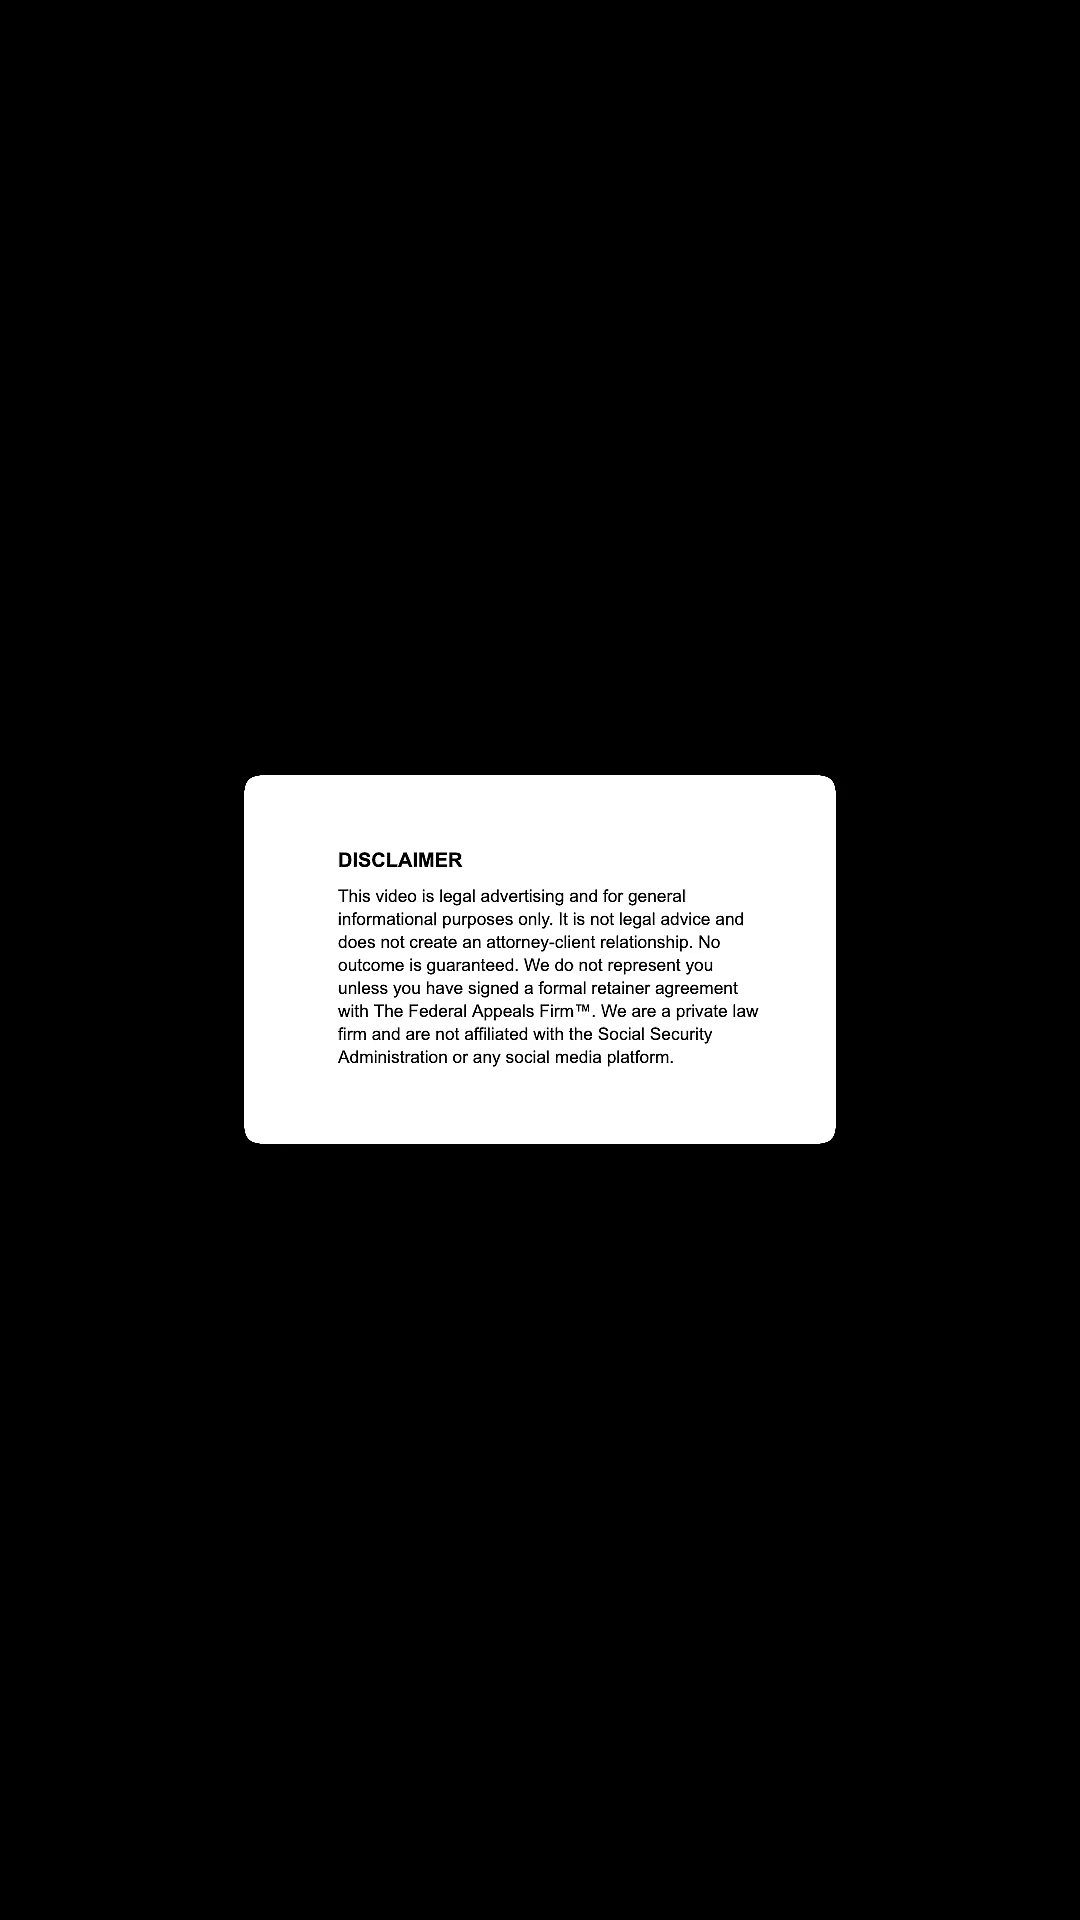 DISCLAIMER
This video is legal advertising and for general
informational purposes only. It is not legal advice and
does not create an attorney-client relationship. No
outcome is guaranteed. We do not represent you
unless you have signed a formal retainer agreement
with The Federal Appeals Firm™. We are a private law
firm and are not affiliated with the Social Security
Administration or any social media platform.